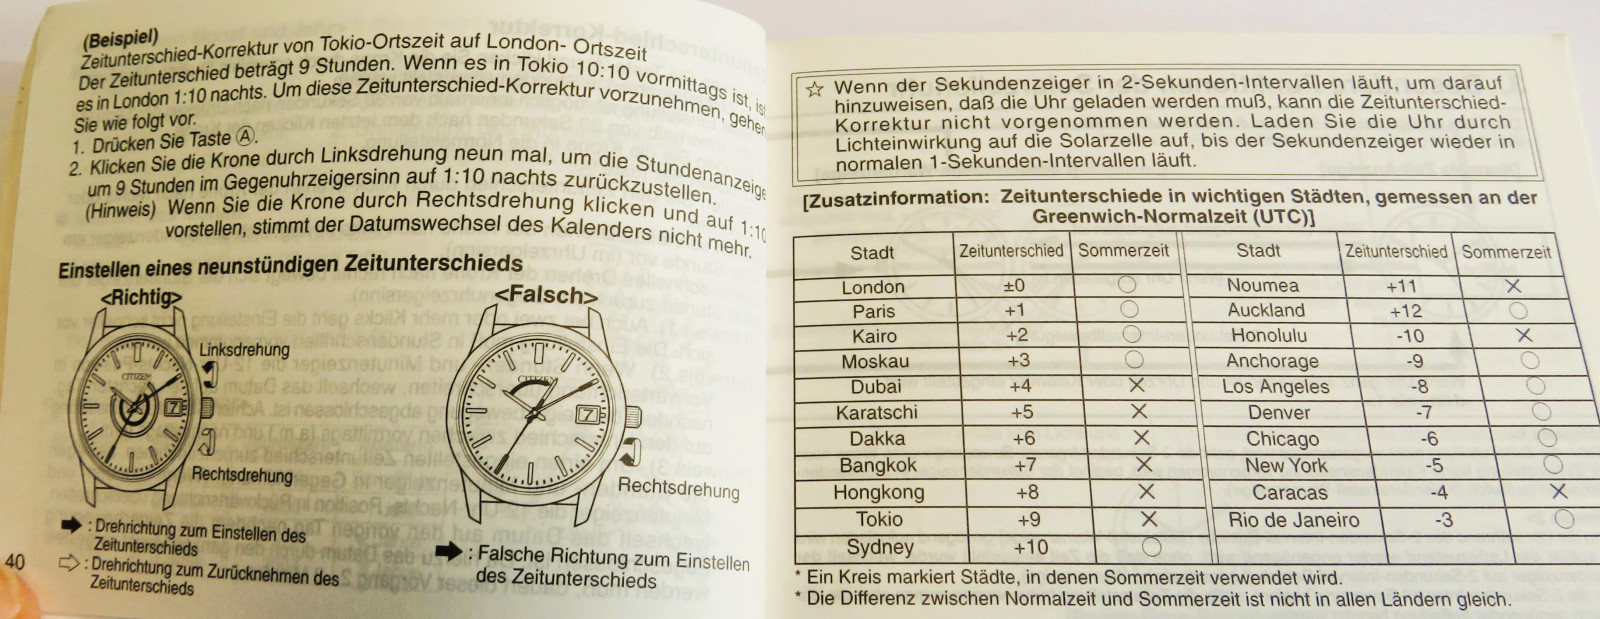 (Beispiel)
Zeitunterschied-Korrektur von Tokio-Ortszeit auf London- Ortszeit
Der Zeitunterschied beträgt 9 Stunden. Wenn es in Tokio 10:10 vormittags ist, ist
es in London 1:10 nachts. Um diese Zeitunterschied-Korrektur vorzunehmen, gehen
Sie wie folgt vor.
1. Drücken Sie Taste Ⓐ.
2. Klicken Sie die Krone durch Linksdrehung neun mal, um die Stundenanzeige
um 9 Stunden im Gegenuhrzeigersinn auf 1:10 nachts zurückzustellen.
(Hinweis) Wenn Sie die Krone durch Rechtsdrehung klicken und auf 1:10
vorstellen, stimmt der Datumswechsel des Kalenders nicht mehr.
Einstellen eines neunstündigen Zeitunterschieds
<Richtig>
Linksdrehung
CITIZEN
7
Rechtsdrehung
<Falsch>
CITIZEN
7
Rechtsdrehung
➡ : Drehrichtung zum Einstellen des
Zeitunterschieds
⇨ : Drehrichtung zum Zurücknehmen des
Zeitunterschieds
➡ : Falsche Richtung zum Einstellen
des Zeitunterschieds
40
☆ Wenn der Sekundenzeiger in 2-Sekunden-Intervallen läuft, um darauf
hinzuweisen, daß die Uhr geladen werden muß, kann die Zeitunterschied-
Korrektur nicht vorgenommen werden. Laden Sie die Uhr durch
Lichteinwirkung auf die Solarzelle auf, bis der Sekundenzeiger wieder in
normalen 1-Sekunden-Intervallen läuft.
[Zusatzinformation: Zeitunterschiede in wichtigen Städten, gemessen an der
Greenwich-Normalzeit (UTC)]
Stadt Zeitunterschied Sommerzeit Stadt Zeitunterschied Sommerzeit
London ±0 ○ Noumea +11 ×
Paris +1 ○ Auckland +12 ○
Kairo +2 ○ Honolulu -10 ×
Moskau +3 ○ Anchorage -9 ○
Dubai +4 × Los Angeles -8 ○
Karatschi +5 × Denver -7 ○
Dakka +6 × Chicago -6 ○
Bangkok +7 × New York -5 ○
Hongkong +8 × Caracas -4 ×
Tokio +9 × Rio de Janeiro -3 ○
Sydney +10 ○
* Ein Kreis markiert Städte, in denen Sommerzeit verwendet wird.
* Die Differenz zwischen Normalzeit und Sommerzeit ist nicht in allen Ländern gleich.